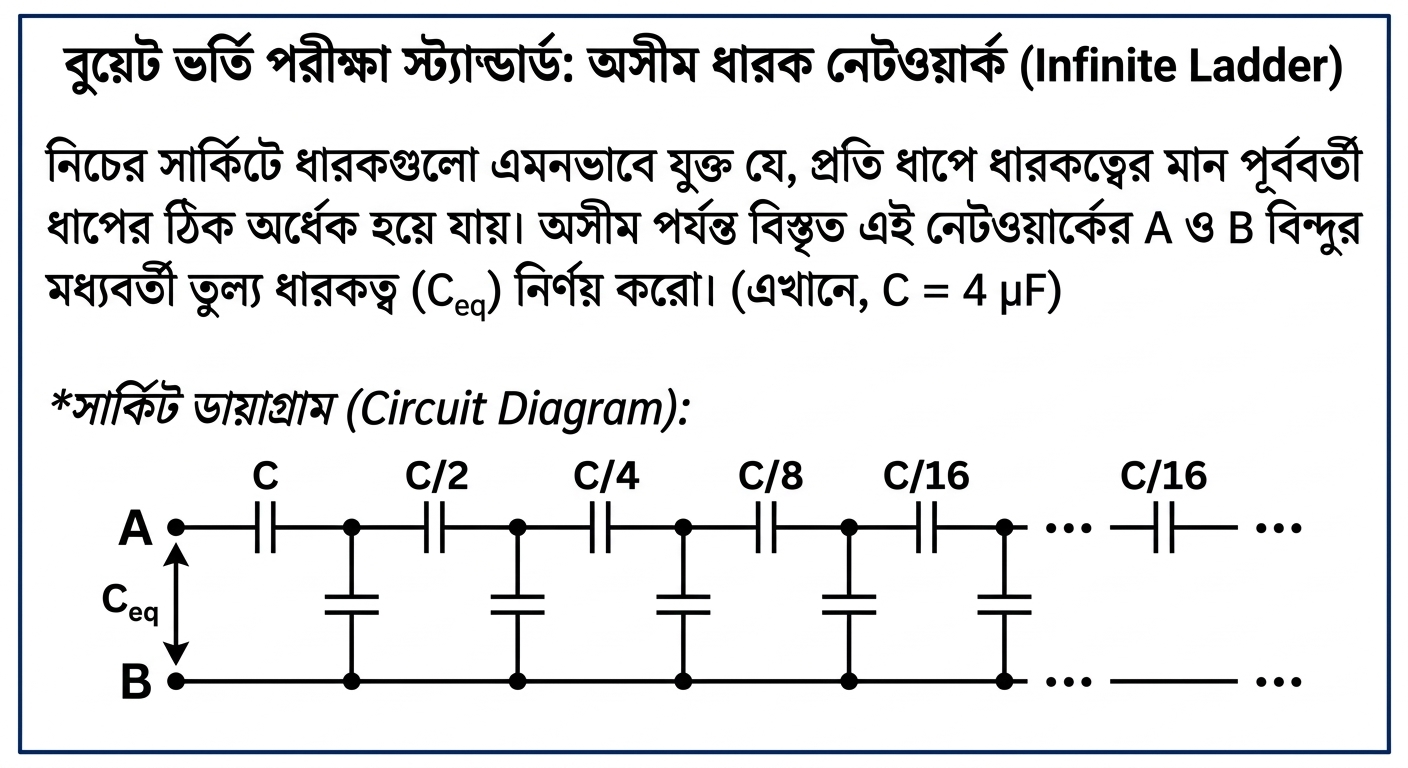 বুয়েট ভর্তি পরীক্ষা স্ট্যান্ডার্ড: অসীম ধারক নেটওয়ার্ক (Infinite Ladder)
নিচের সার্কিটে ধারকগুলো এমনভাবে যুক্ত যে, প্রতি ধাপে ধারকত্বের মান পূর্ববর্তী
ধাপের ঠিক অর্ধেক হয়ে যায়। অসীম পর্যন্ত বিস্তৃত এই নেটওয়ার্কের A ও B বিন্দুর
মধ্যবর্তী তুল্য ধারকত্ব (Ceq) নির্ণয় করো। (এখানে, C = 4 μF)
*সার্কিট ডায়াগ্রাম (Circuit Diagram):
C C/2 C/4 C/8 C/16 C/16
A ... ...
Ceq
B ... ...